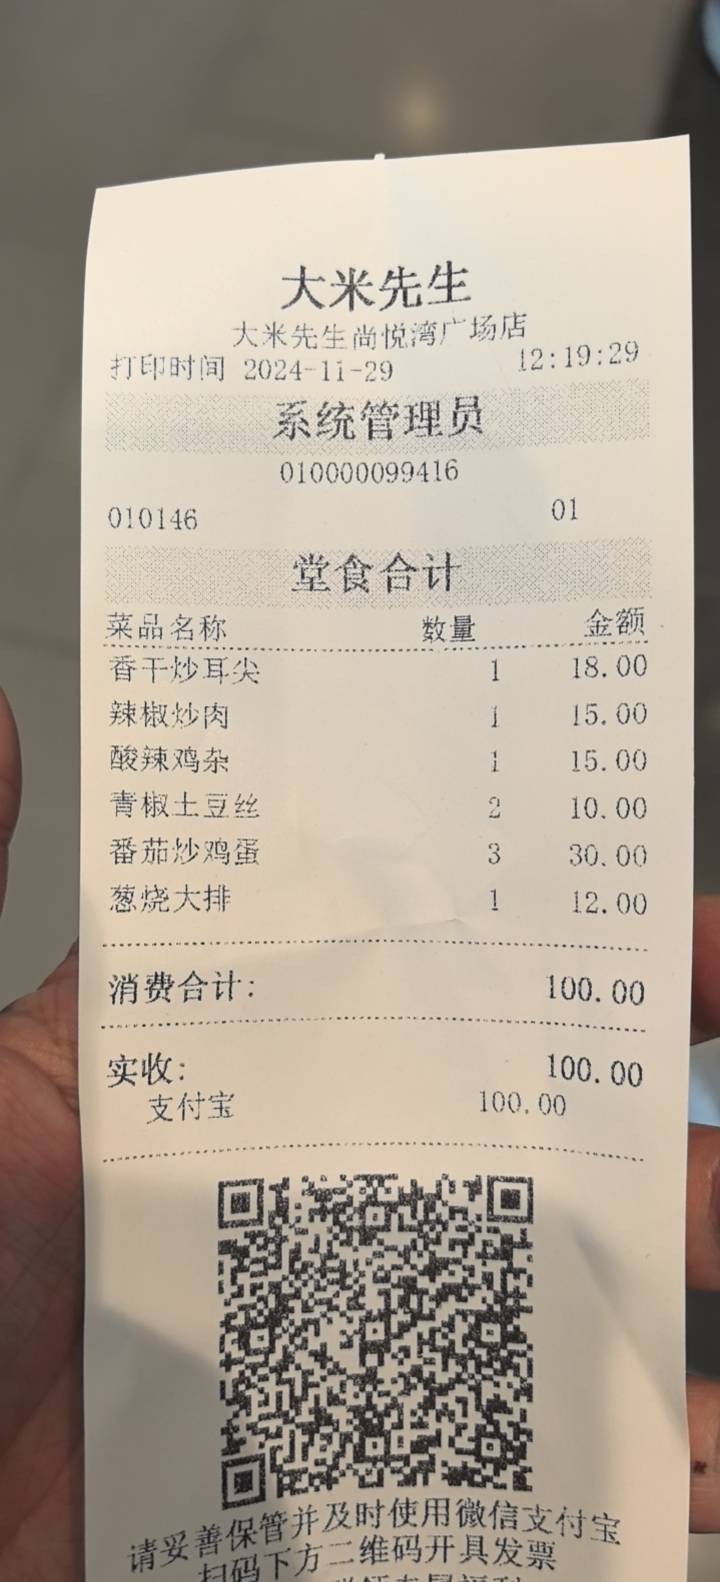 大米先生
大米先生尚悦湾广场店
打印时间 2024-11-29 12:19:29
系统管理员
010000099416
010146 01
堂食合计
菜品名称 数量 金额
香干炒耳尖 1 18.00
辣椒炒肉 1 15.00
酸辣鸡杂 1 15.00
青椒土豆丝 2 10.00
番茄炒鸡蛋 3 30.00
葱烧大排 1 12.00
消费合计: 100.00
实收: 100.00
支付宝 100.00
请妥善保管并及时使用微信支付宝
扫码下方二维码开具发票